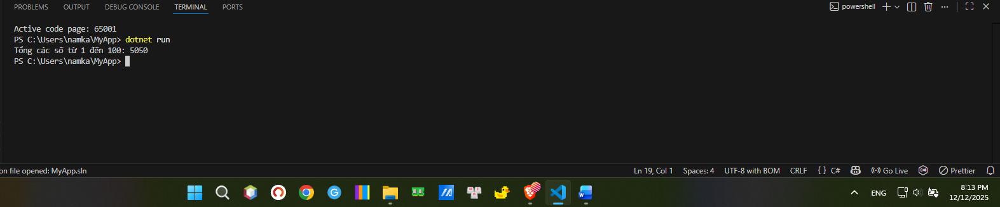 PROBLEMS OUTPUT DEBUG CONSOLE TERMINAL PORTS powershell
Active code page: 65001
PS C:\Users\namka\MyApp> dotnet run
Tổng các số từ 1 đến 100: 5050
PS C:\Users\namka\MyApp>
on file opened: MyApp.sln Ln 19, Col 1 Spaces: 4 UTF-8 with BOM CRLF { } C# Go Live C# Prettier
ENG
8:13 PM
12/12/2025